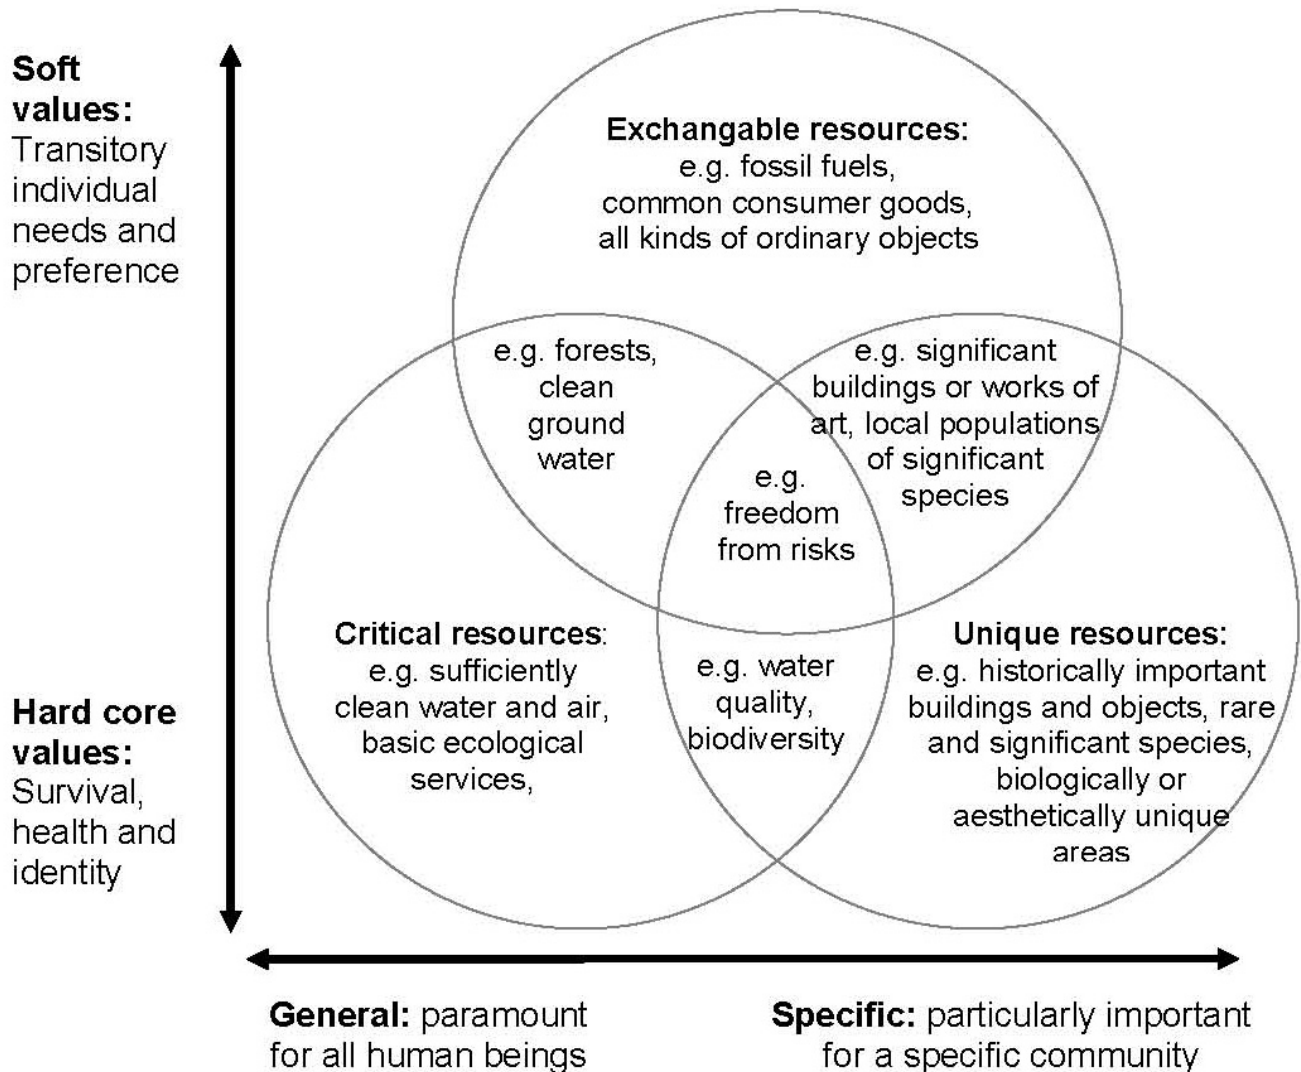 Soft
values:
Transitory
individual
needs and
preference
Exchangable resources:
e.g. fossil fuels,
common consumer goods,
all kinds of ordinary objects
e.g. forests,
clean
ground
water
e.g. significant
buildings or works of
art, local populations
of significant
species
e.g.
freedom
from risks
Hard core
values:
Survival,
health and
identity
Critical resources:
e.g. sufficiently
clean water and air,
basic ecological
services,
e.g. water
quality,
biodiversity
Unique resources:
e.g. historically important
buildings and objects, rare
and significant species,
biologically or
aesthetically unique
areas
General: paramount
for all human beings
Specific: particularly important
for a specific community